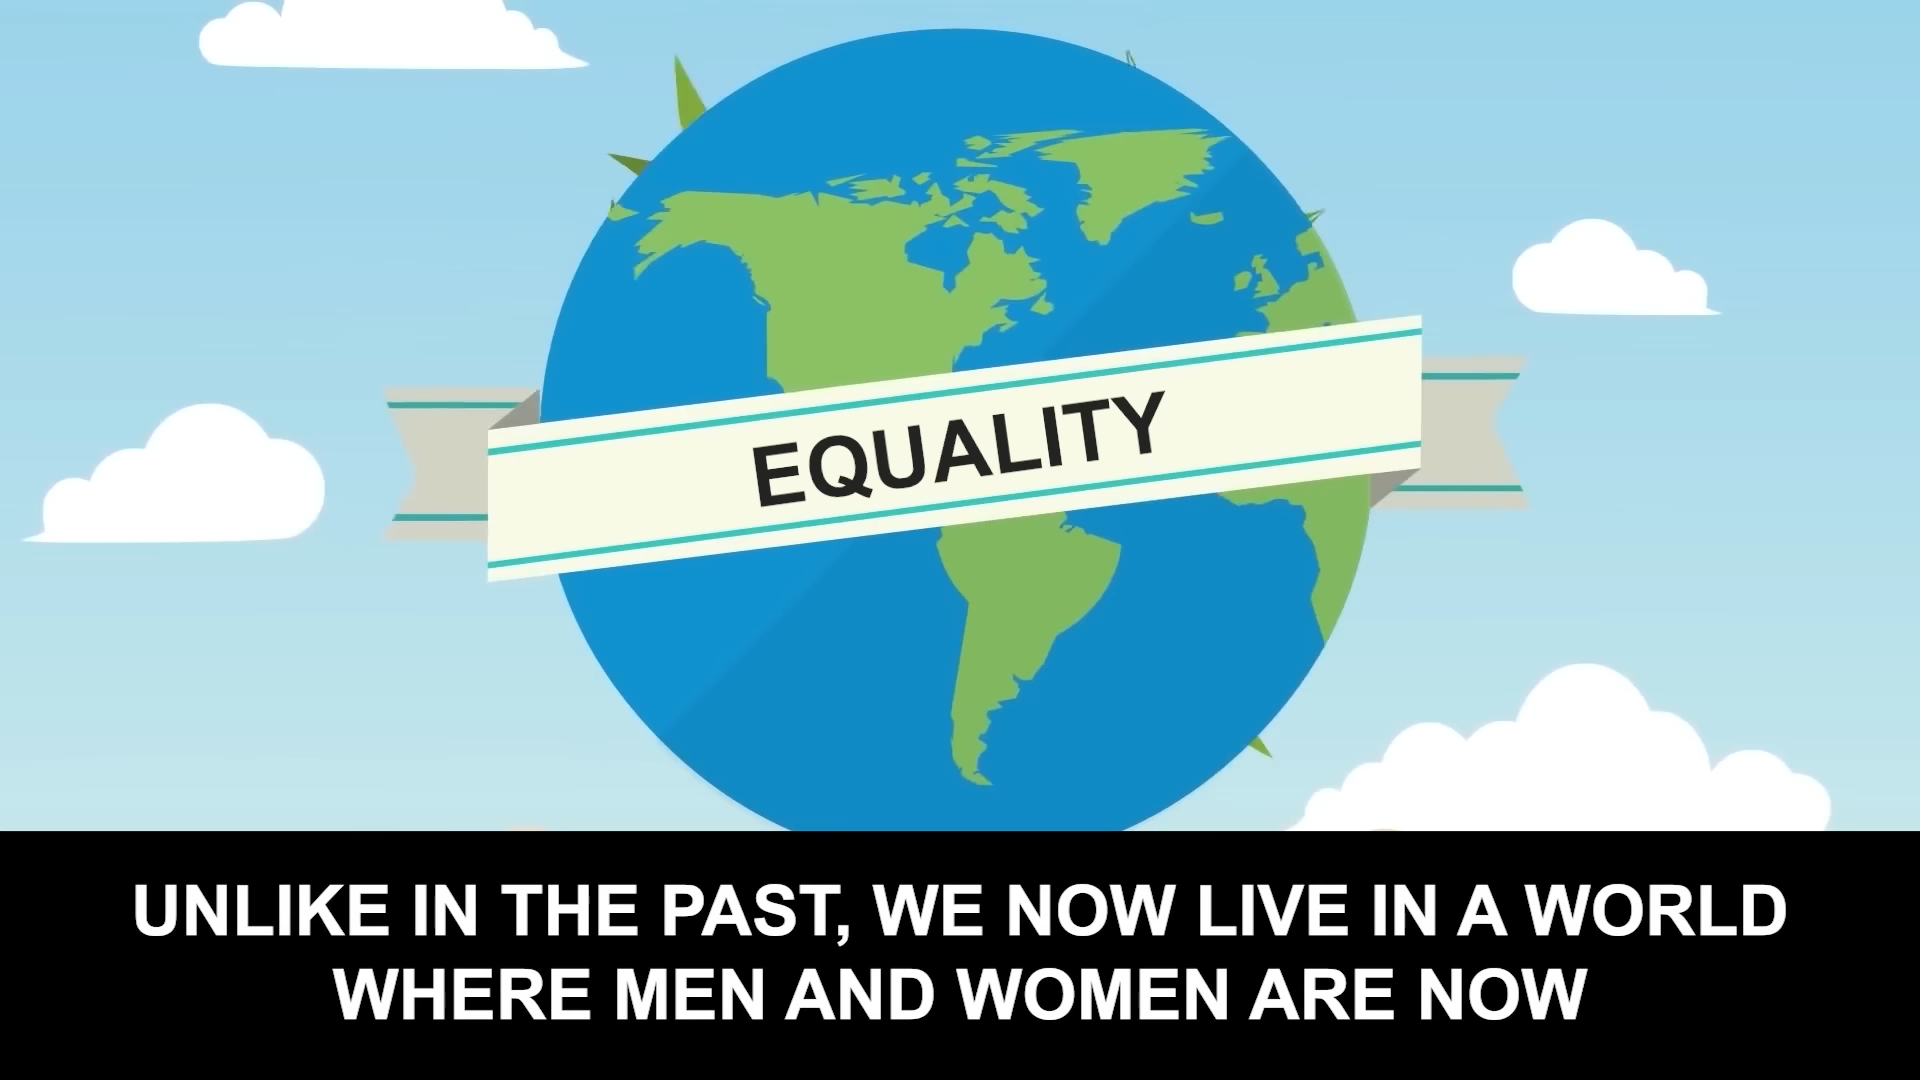 EQUALITY
UNLIKE IN THE PAST, WE NOW LIVE IN A WORLD
WHERE MEN AND WOMEN ARE NOW